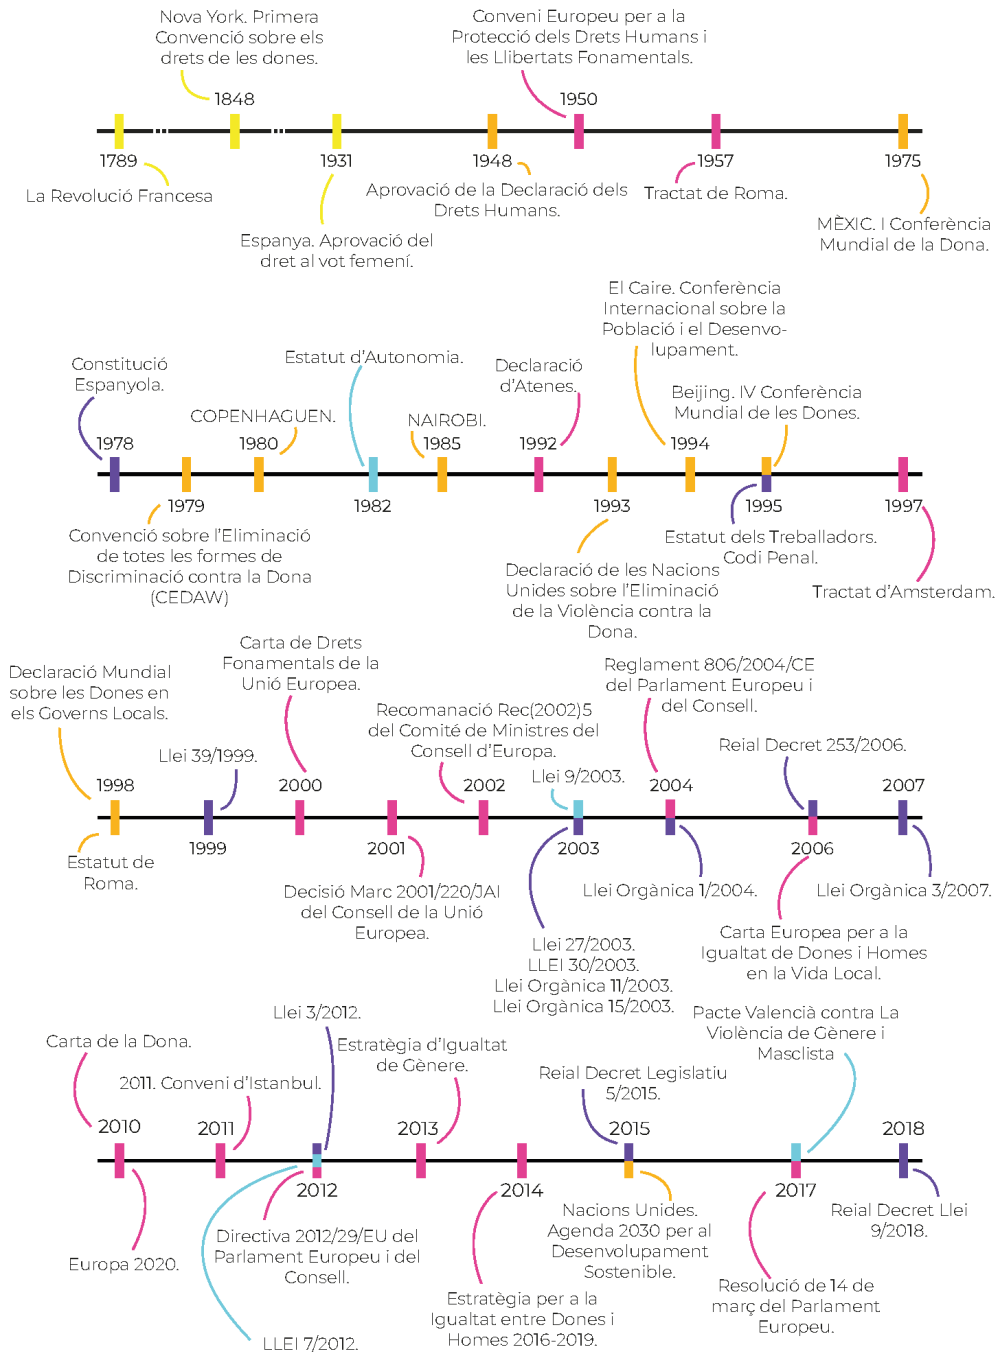 Nova York. Primera
Convenció sobre els
drets de les dones.
Conveni Europeu per a la
Protecció dels Drets Humans i
les Llibertats Fonamentals.
1848
1950
1789
1931
1948
1957
1975
La Revolució Francesa
Aprovació de la Declaració dels
Drets Humans.
Tractat de Roma.
Espanya. Aprovació del
dret al vot femení.
MÈXIC. I Conferència
Mundial de la Dona.
El Caire. Conferència
Internacional sobre la
Població i el Desenvo-
lupament.
Constitució
Espanyola.
Estatut d'Autonomia.
Declaració
d'Atenes.
Beijing. IV Conferència
Mundial de les Dones.
COPENHAGUEN.
NAIROBI.
1978
1980
1985
1992
1994
1979
1982
1993
1995
1997
Convenció sobre l'Eliminació
de totes les formes de
Discriminació contra la Dona
(CEDAW)
Estatut dels Treballadors.
Codi Penal.
Declaració de les Nacions
Unides sobre l'Eliminació
de la Violència contra la
Dona.
Tractat d'Amsterdam.
Declaració Mundial
sobre les Dones en
els Governs Locals.
Carta de Drets
Fonamentals de la
Unió Europea.
Recomanació Rec(2002)5
del Comité de Ministres del
Consell d'Europa.
Reglament 806/2004/CE
del Parlament Europeu i
del Consell.
Llei 39/1999.
Llei 9/2003.
Reial Decret 253/2006.
1998
2000
2002
2004
2007
1999
2001
2003
2006
Estatut de
Roma.
Decisió Marc 2001/220/JAI
del Consell de la Unió
Europea.
Llei Orgànica 1/2004.
Llei Orgànica 3/2007.
Llei 27/2003.
LLEI 30/2003.
Llei Orgànica 11/2003.
Llei Orgànica 15/2003.
Carta Europea per a la
Igualtat de Dones i Homes
en la Vida Local.
Carta de la Dona.
2011. Conveni d'Istanbul.
Llei 3/2012.
Estratègia d'Igualtat
de Gènere.
Reial Decret Legislatiu
5/2015.
Pacte Valencià contra La
Violència de Gènere i
Masclista
2010
2011
2013
2015
2018
2012
2014
2017
Europa 2020.
Directiva 2012/29/EU del
Parlament Europeu i del
Consell.
LLEI 7/2012.
Estratègia per a la
Igualtat entre Dones i
Homes 2016-2019.
Nacions Unides.
Agenda 2030 per al
Desenvolupament
Sostenible.
Resolució de 14 de
març del Parlament
Europeu.
Reial Decret Llei
9/2018.